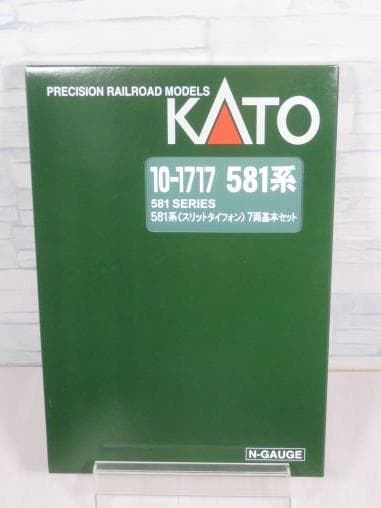 PRECISION RAILROAD MODELS
KATO
10-1717 581系
581 SERIES
581系(スリットタイフォン) 7両基本セット
N-GAUGE